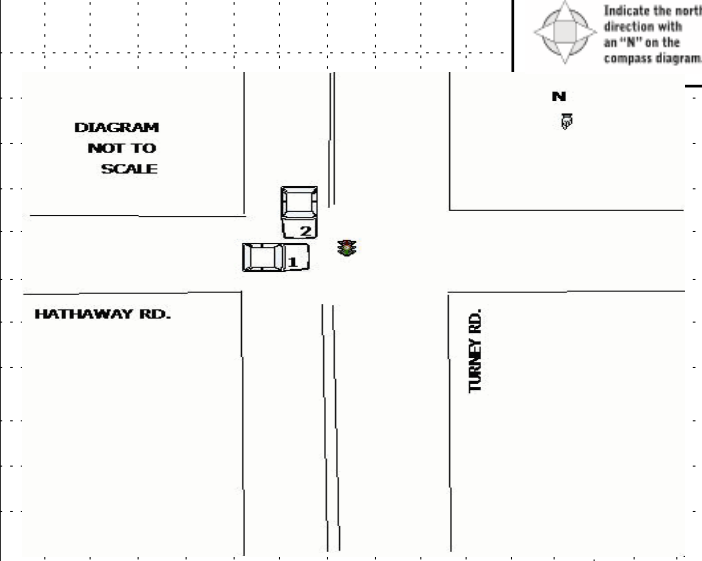 Indicate the north
direction with
an "N" on the
compass diagram.
N
DIAGRAM
NOT TO
SCALE
2
1
HATHAWAY RD.
TURNEY RD.